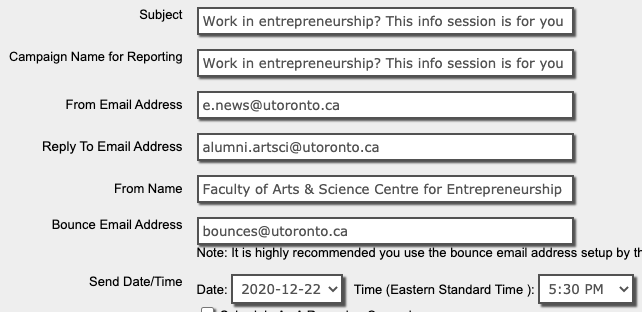 Subject Work in entrepreneurship? This info session is for you
Campaign Name for Reporting Work in entrepreneurship? This info session is for you
From Email Address e.news@utoronto.ca
Reply To Email Address alumni.artsci@utoronto.ca
From Name Faculty of Arts & Science Centre for Entrepreneurship
Bounce Email Address bounces@utoronto.ca
Note: It is highly recommended you use the bounce email address setup by
Send Date/Time Date: 2020-12-22 Time (Eastern Standard Time ): 5:30 PM